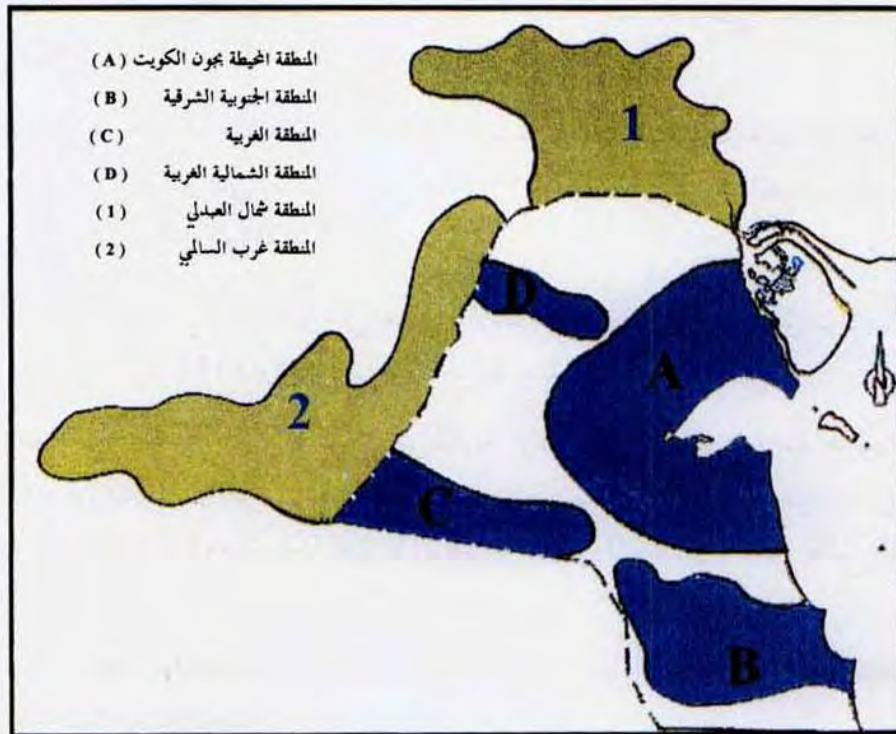 المنطقة المحيطة بجون الكويت (A)
المنطقة الجنوبية الشرقية (B)
المنطقة الغربية (C)
المنطقة الشمالية الغربية (D)
المنطقة شمال العبدلي (1)
المنطقة غرب السالمي (2)
1
D
A
2
C
B